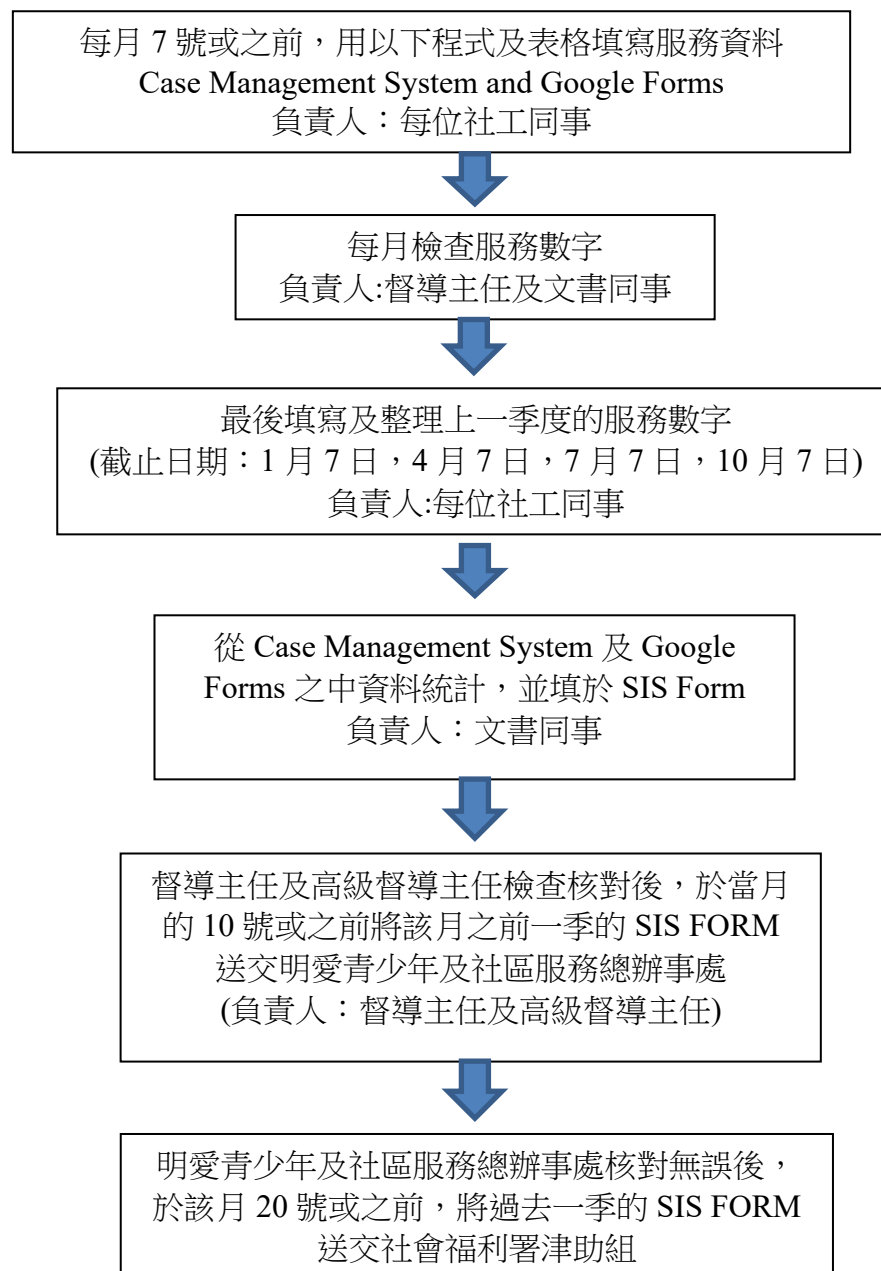 每月 7 號或之前，用以下程式及表格填寫服務資料
Case Management System and Google Forms
負責人：每位社工同事
每月檢查服務數字
負責人:督導主任及文書同事
最後填寫及整理上一季度的服務數字
(截止日期：1 月 7 日，4 月 7 日，7 月 7 日，10 月 7 日)
負責人:每位社工同事
從 Case Management System 及 Google
Forms 之中資料統計，並填於 SIS Form
負責人：文書同事
督導主任及高級督導主任檢查核對後，於當月
的 10 號或之前將該月之前一季的 SIS FORM
送交明愛青少年及社區服務總辦事處
(負責人：督導主任及高級督導主任)
明愛青少年及社區服務總辦事處核對無誤後，
於該月 20 號或之前，將過去一季的 SIS FORM
送交社會福利署津助組